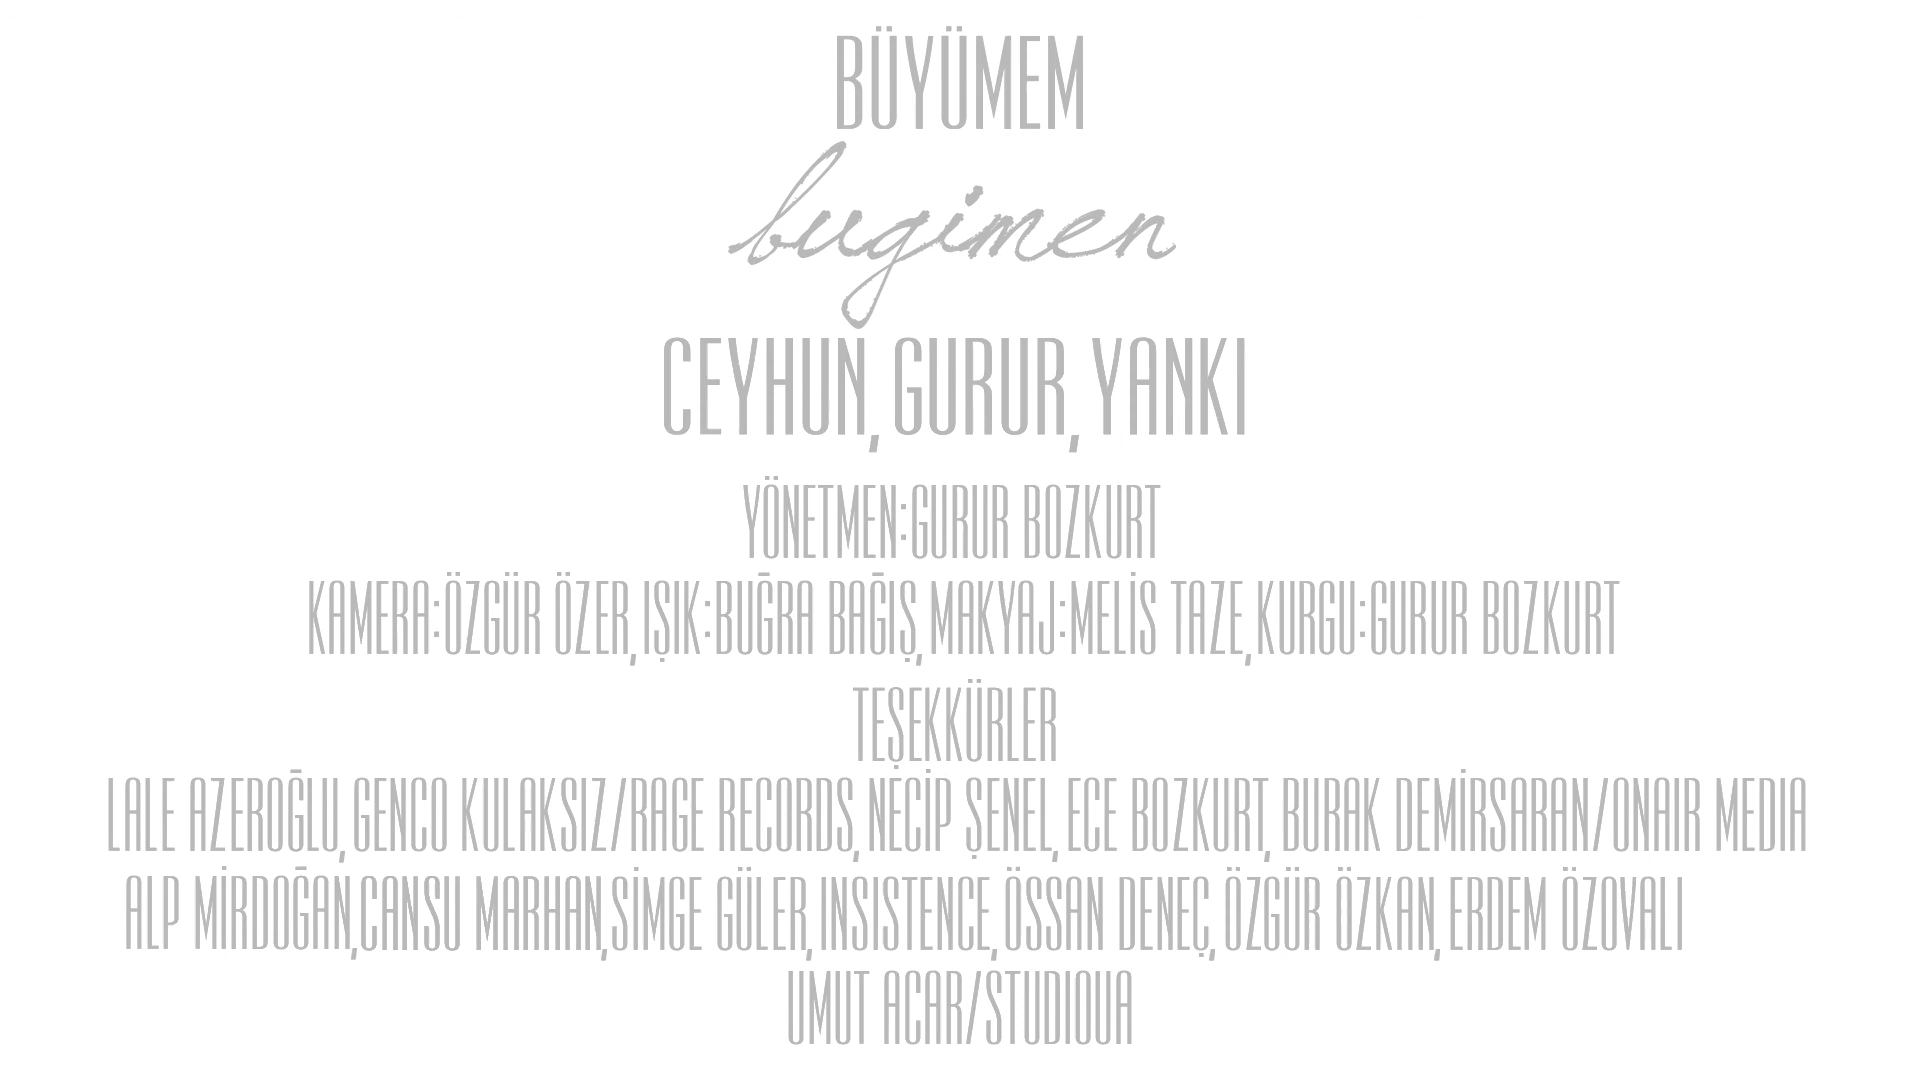 BÜYÜMEM
bugimen
CEYHUN, GURUR, YANKI
YÖNETMEN:GURUR BOZKURT
KAMERA:ÖZGÜR ÖZER, IŞIK:BUĞRA BAĞIŞ, MAKYAJ:MELİS TAZE, KURGU:GURUR BOZKURT
TEŞEKKÜRLER
LALE AZEROĞLU, GENCO KULAKSIZ/RAGE RECORDS, NECİP ŞENEL, ECE BOZKURT, BURAK DEMİRSARAN/ONAIR MEDIA
ALP MİRDOĞAN, CANSU MARHAN, SİMGE GÜLER, INSISTENCE, ÖSSAN DENEÇ, ÖZGÜR ÖZKAN, ERDEM ÖZOVALI
UMUT ACAR/STUDIOUA